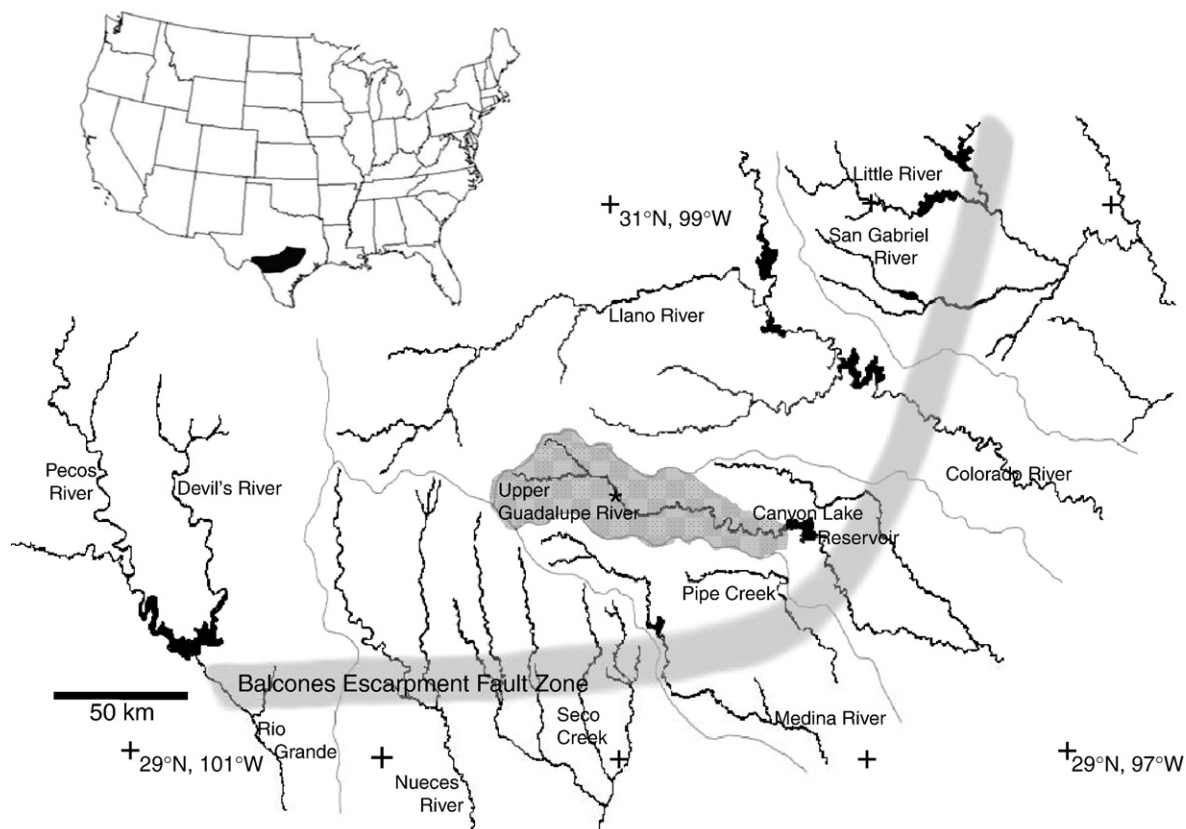 Little River
31°N, 99°W
San Gabriel
River
Llano River
Pecos
River
Devil's River
Colorado River
Upper
Guadalupe River
*
Canyon Lake
Reservoir
Pipe Creek
Balcones Escarpment Fault Zone
50 km
Rio
Grande
Seco
Creek
Medina River
29°N, 101°W
29°N, 97°W
Nueces
River